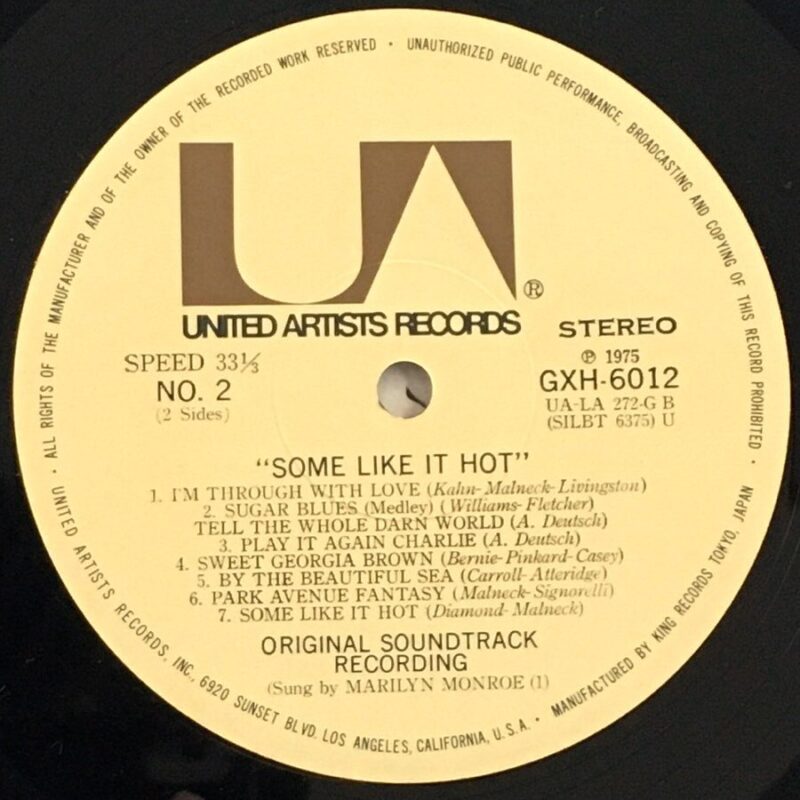 · ALL RIGHTS OF THE MANUFACTURER AND OF THE OWNER OF THE RECORDED WORK RESERVED · UNAUTHORIZED PUBLIC PERFORMANCE, BROADCASTING AND COPYING OF THIS RECORD PROHIBITED ·
UA®
UNITED ARTISTS RECORDS
STEREO
SPEED 33⅓
NO. 2
(2 Sides)
℗ 1975
GXH-6012
UA-LA 272-G B
(SILBT 6375) U
"SOME LIKE IT HOT"
1. I'M THROUGH WITH LOVE (Kahn-Malneck-Livingston)
2. SUGAR BLUES (Medley) (Williams-Fletcher)
TELL THE WHOLE DARN WORLD (A. Deutsch)
3. PLAY IT AGAIN CHARLIE (A. Deutsch)
4. SWEET GEORGIA BROWN (Bernie-Pinkard-Casey)
5. BY THE BEAUTIFUL SEA (Carroll-Atteridge)
6. PARK AVENUE FANTASY (Malneck-Signorelli)
7. SOME LIKE IT HOT (Diamond-Malneck)
ORIGINAL SOUNDTRACK
RECORDING
(Sung by MARILYN MONROE (1)
UNITED ARTISTS RECORDS, INC., 6920 SUNSET BLVD. LOS ANGELES, CALIFORNIA, U.S.A. · MANUFACTURED BY KING RECORDS TOKYO, JAPAN